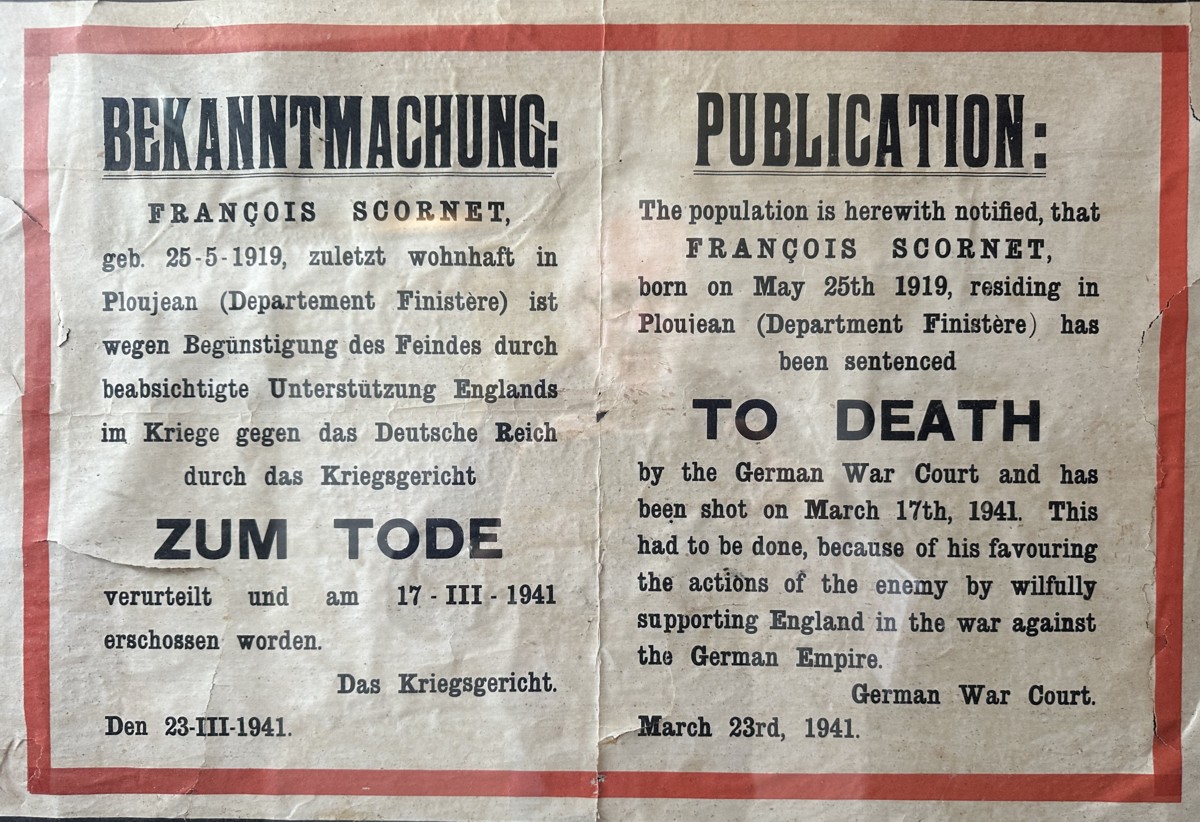 BEKANNTMACHUNG:
FRANÇOIS SCORNET,
geb. 25-5-1919, zuletzt wohnhaft in
Ploujean (Departement Finistère) ist
wegen Begünstigung des Feindes durch
beabsichtigte Unterstützung Englands
im Kriege gegen das Deutsche Reich
durch das Kriegsgericht
ZUM TODE
verurteilt und am 17-III-1941
erschossen worden.
Das Kriegsgericht.
Den 23-III-1941.
PUBLICATION:
The population is herewith notified, that
FRANÇOIS SCORNET,
born on May 25th 1919, residing in
Ploujean (Department Finistère) has
been sentenced
TO DEATH
by the German War Court and has
been shot on March 17th, 1941. This
had to be done, because of his favouring
the actions of the enemy by wilfully
supporting England in the war against
the German Empire.
German War Court.
March 23rd, 1941.